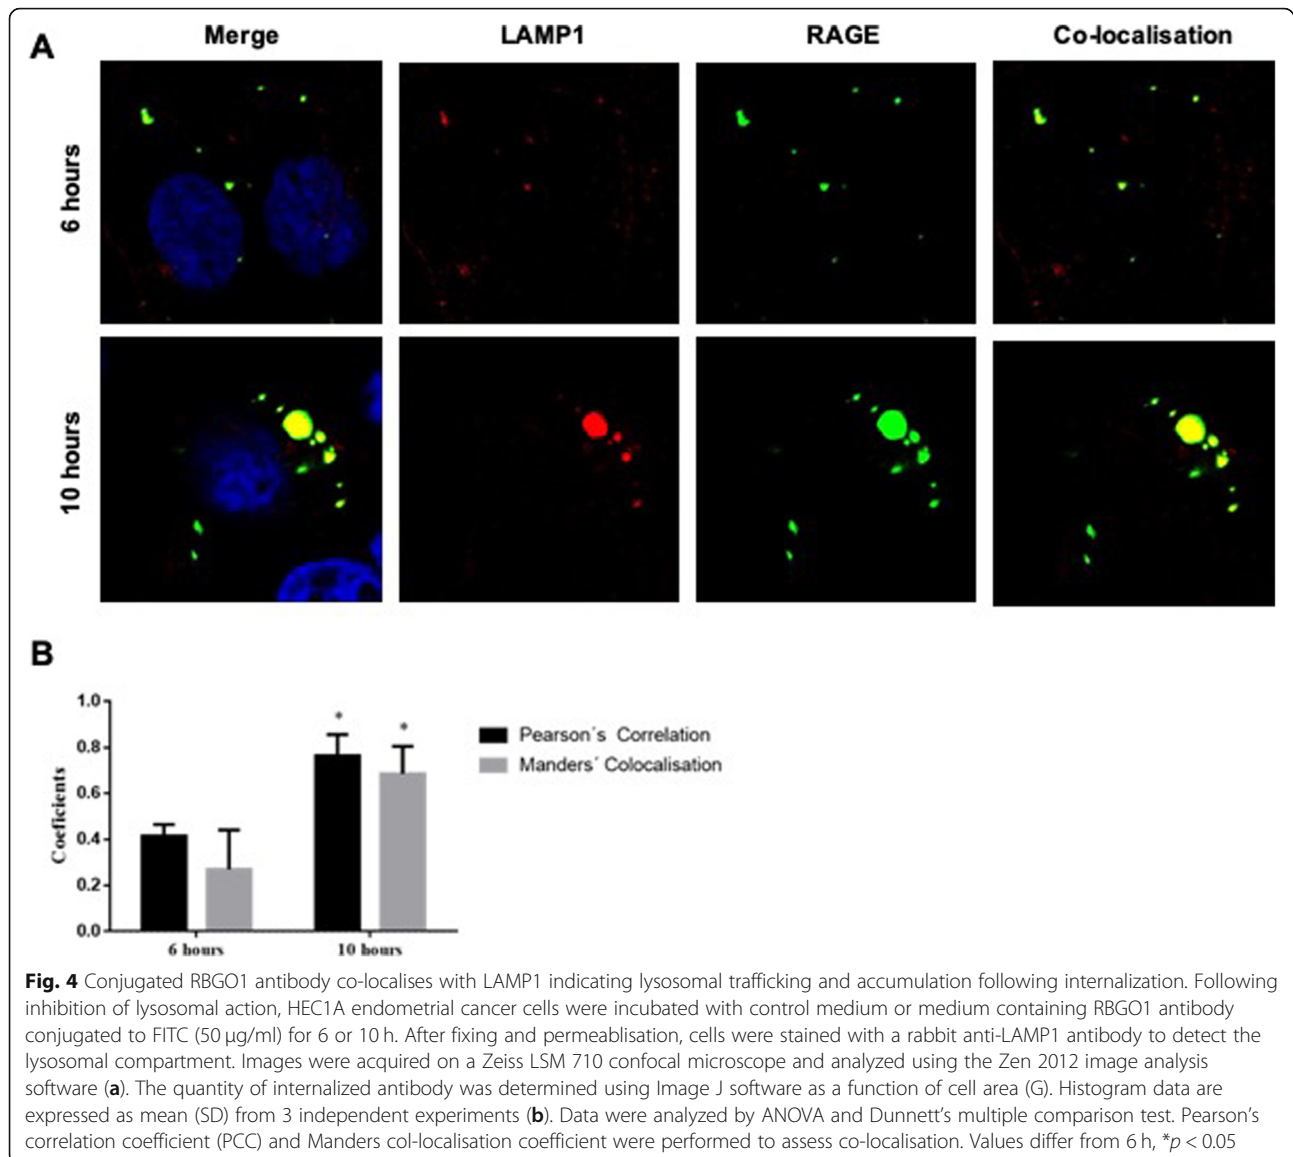 A
Merge
LAMP1
RAGE
Co-localisation
6 hours
10 hours
B
1.0
0.8
0.6
0.4
0.2
0.0
Coeficients
* *
6 hours
10 hours
Pearson´s Correlation
Manders´ Colocalisation
Fig. 4 Conjugated RBGO1 antibody co-localises with LAMP1 indicating lysosomal trafficking and accumulation following internalization. Following
inhibition of lysosomal action, HEC1A endometrial cancer cells were incubated with control medium or medium containing RBGO1 antibody
conjugated to FITC (50 μg/ml) for 6 or 10 h. After fixing and permeablisation, cells were stained with a rabbit anti-LAMP1 antibody to detect the
lysosomal compartment. Images were acquired on a Zeiss LSM 710 confocal microscope and analyzed using the Zen 2012 image analysis
software (a). The quantity of internalized antibody was determined using Image J software as a function of cell area (G). Histogram data are
expressed as mean (SD) from 3 independent experiments (b). Data were analyzed by ANOVA and Dunnett's multiple comparison test. Pearson's
correlation coefficient (PCC) and Manders col-localisation coefficient were performed to assess co-localisation. Values differ from 6 h, *p < 0.05